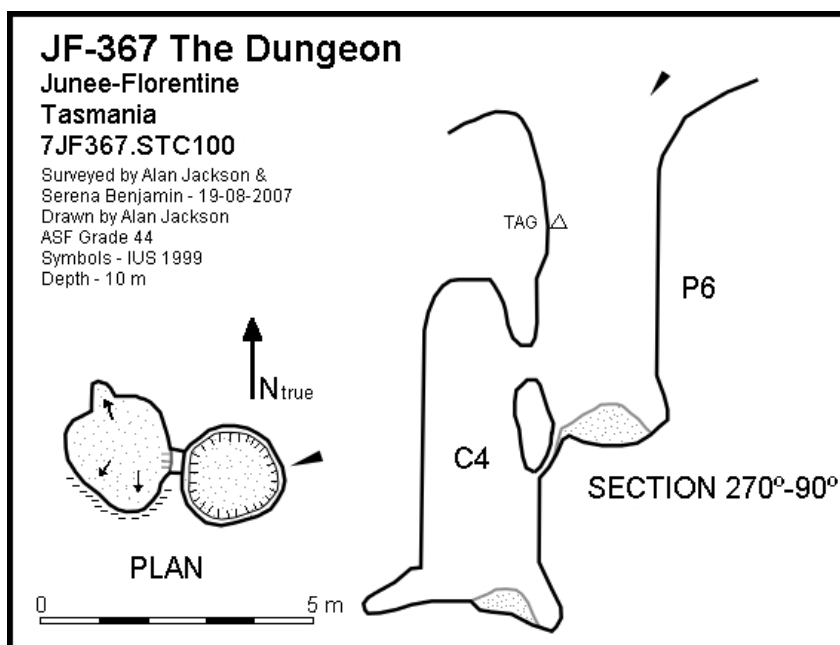 JF-367 The Dungeon
Junee-Florentine
Tasmania
7JF367.STC100
Surveyed by Alan Jackson &
Serena Benjamin - 19-08-2007
Drawn by Alan Jackson
ASF Grade 44
Symbols - IUS 1999
Depth - 10 m
TAG
P6
N true
C4
SECTION 270º-90º
PLAN
0 5 m